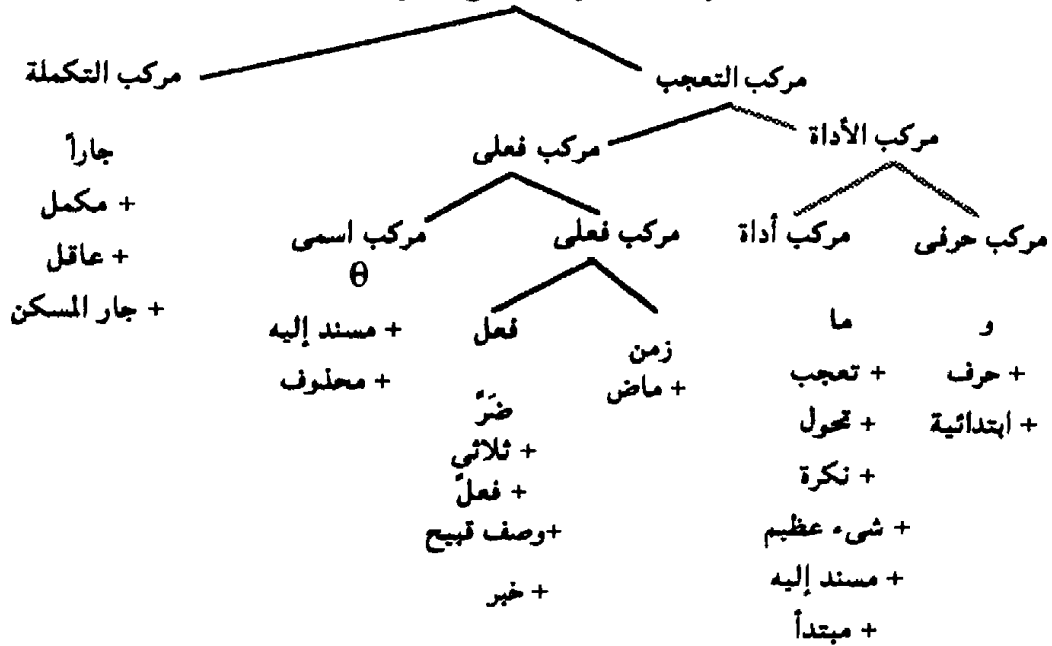 مركب التعجب
مركب التكملة
مركب الأداة
مركب فعلى
مركب حرفى
مركب أداة
مركب فعلى
مركب اسمى
و
+ حرف
+ ابتدائية
ما
+ تعجب
+ تحول
+ نكرة
+ شىء عظيم
+ مسند إليه
+ مبتدأ
زمن
+ ماض
فعل
ضَرَّ
+ ثلاثي
+ فعلَّ
+وصف قبيح
+ خبر
θ
+ مسند إليه
+ محذوف
جاراً
+ مكمل
+ عاقل
+ جار المسكن